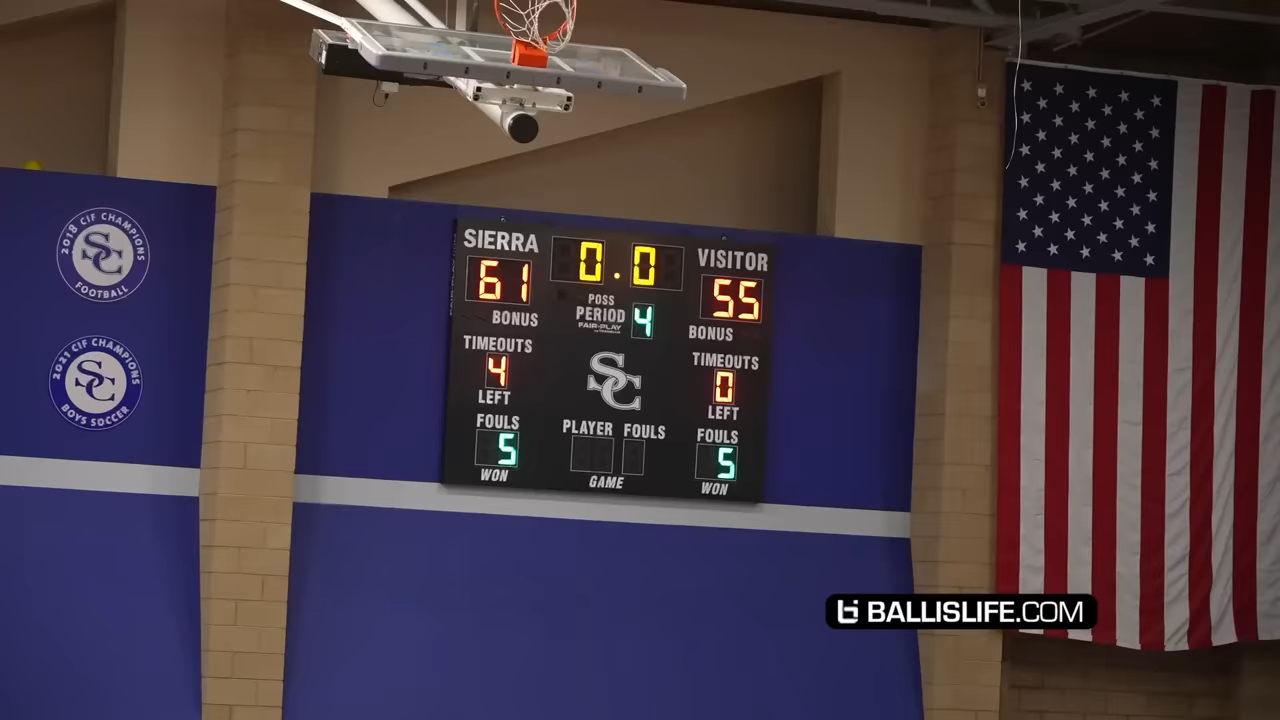 2018 CIF CHAMPIONS
SC
FOOTBALL
2021 CIF CHAMPIONS
SC
BOYS SOCCER
SIERRA
0.0
VISITOR
61
55
POSS
PERIOD 4
FAIR-PLAY
BONUS
BONUS
TIMEOUTS
4
LEFT
TIMEOUTS
0
LEFT
SC
FOULS
5
WON
PLAYER FOULS
GAME
FOULS
5
WON
BALLISLIFE.COM